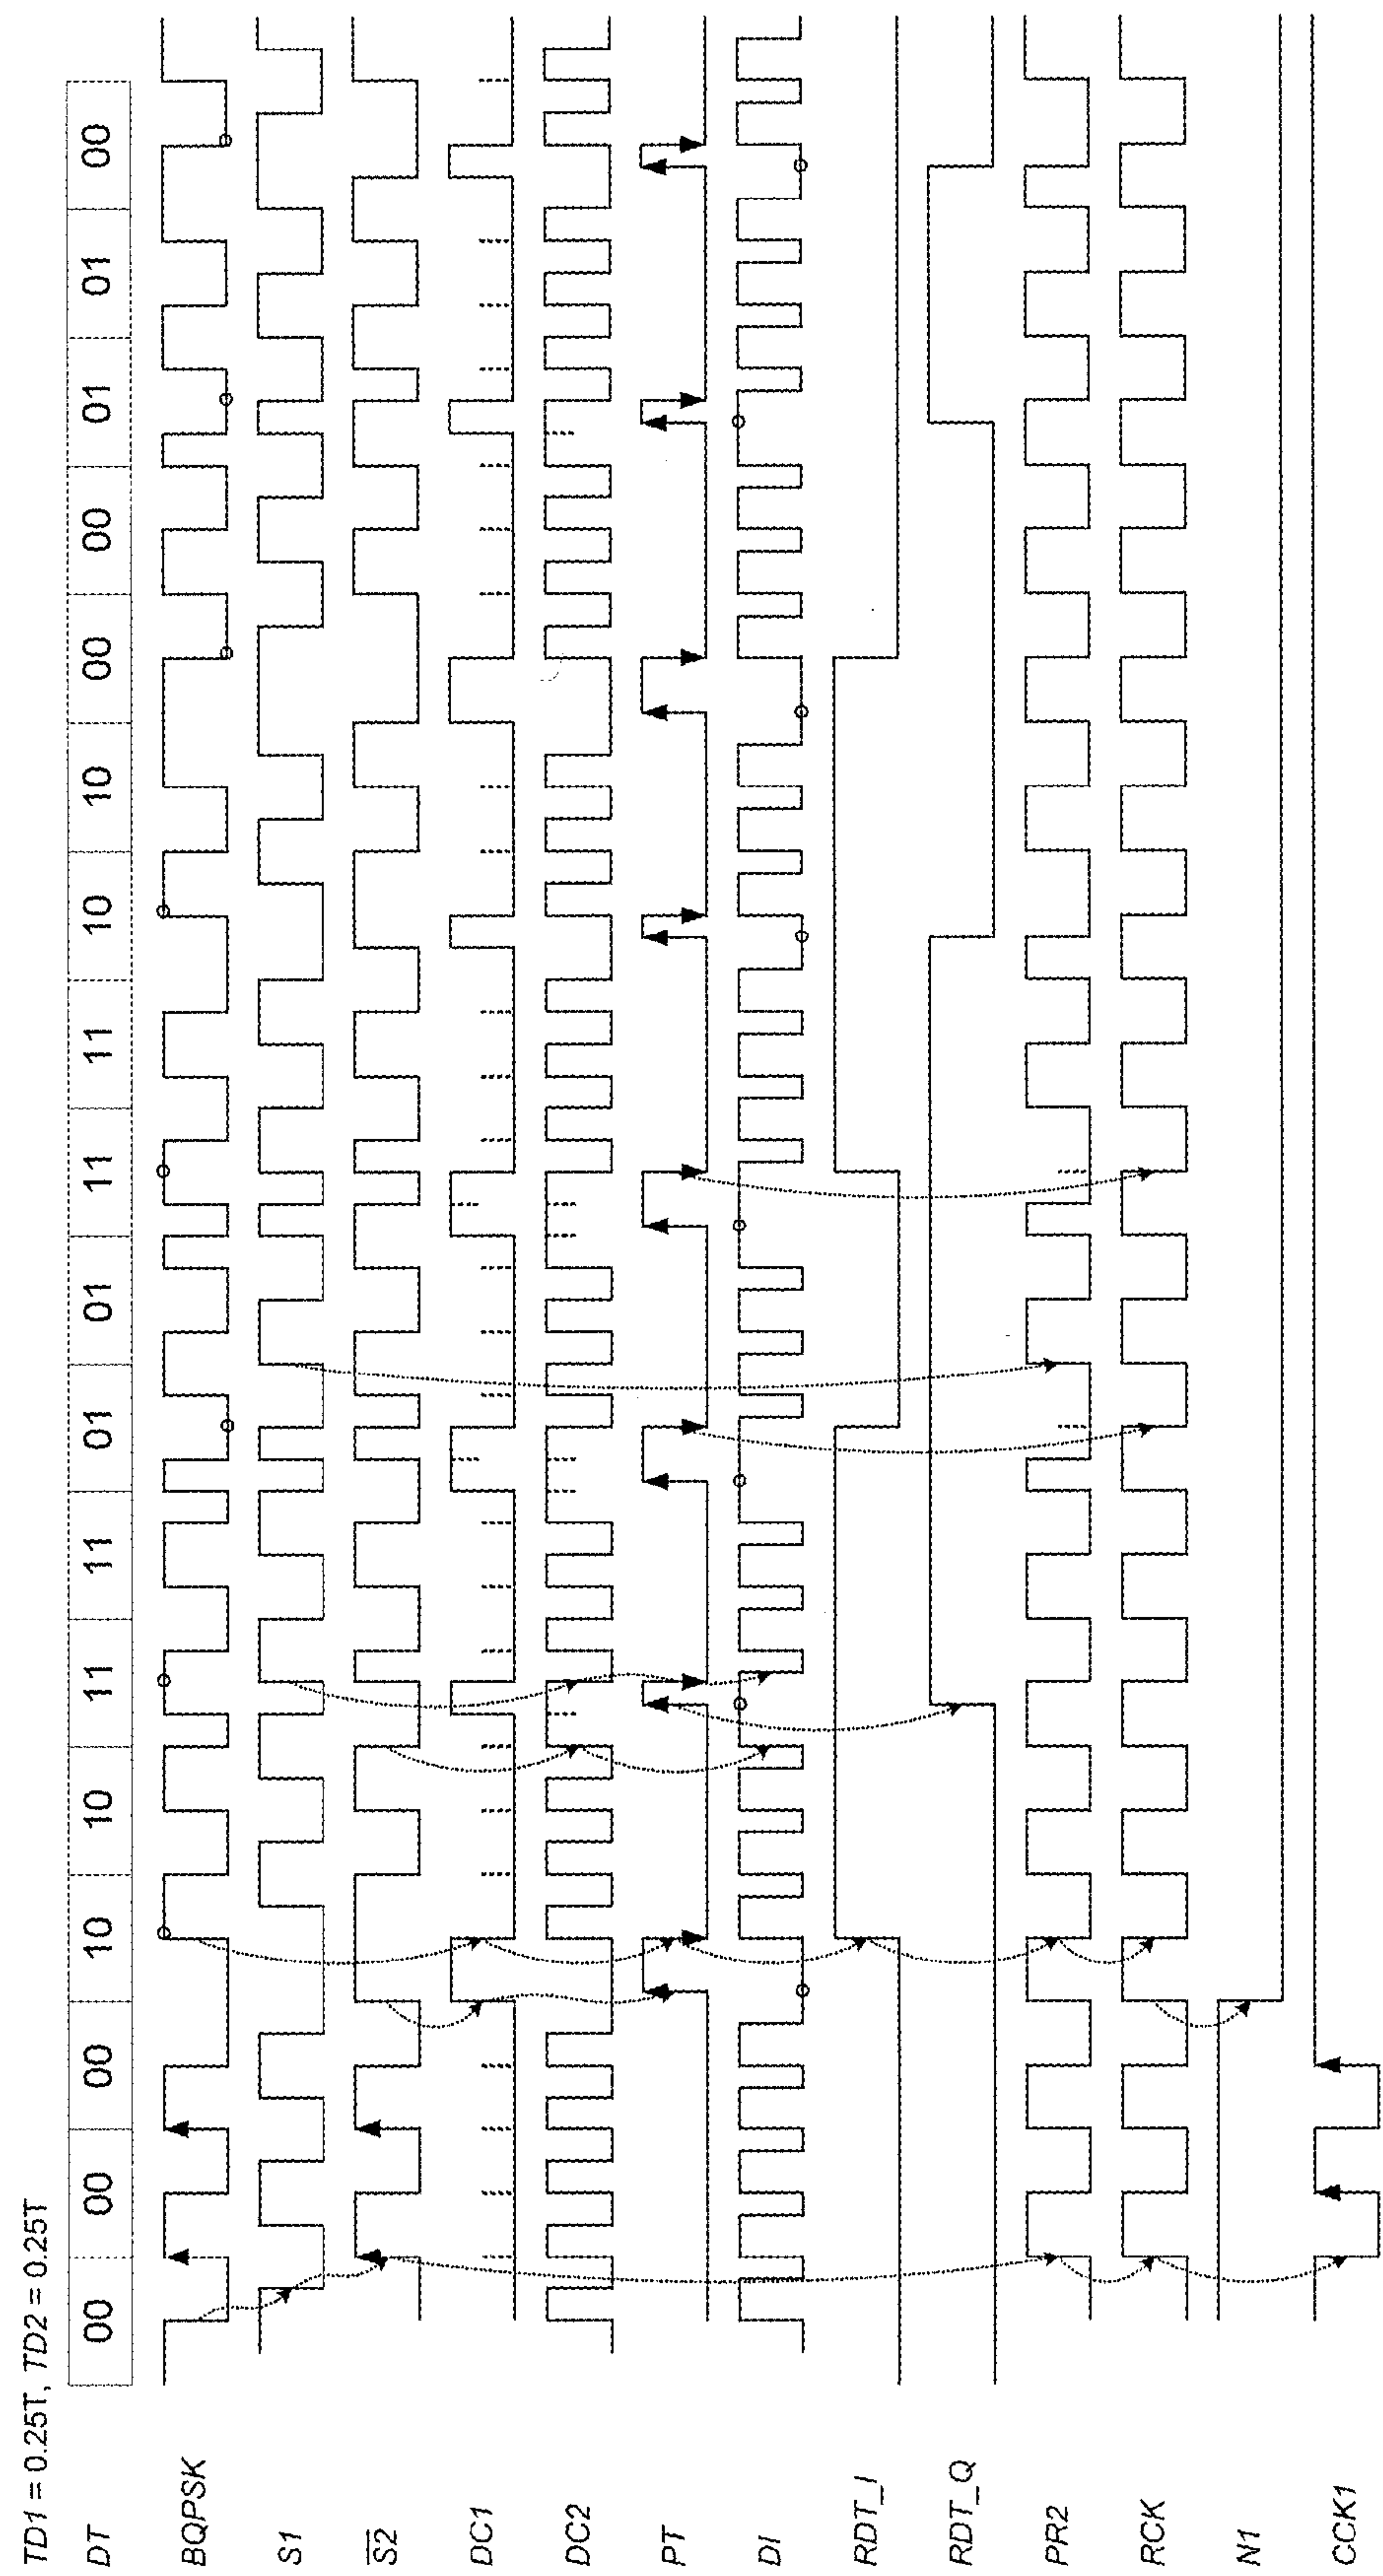 TD1 = 0.25T, TD2 = 0.25T
DT 00 00 00 10 10 11 11 01 01 11 11 10 10 00 00 01 01 00
BQPSK
S1
S̅2̅
DC1
DC2
PT
DI
RDT_I
RDT_Q
PR2
RCK
N1
CCK1